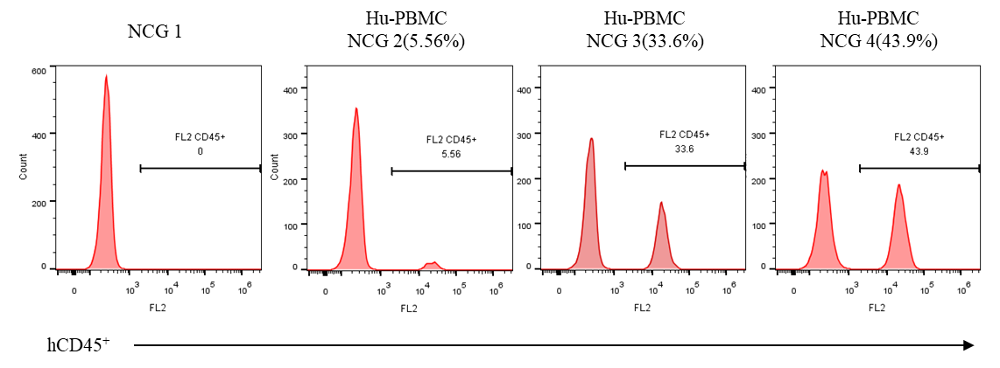 NCG 1
Hu-PBMC
NCG 2(5.56%)
Hu-PBMC
NCG 3(33.6%)
Hu-PBMC
NCG 4(43.9%)
600
400
200
0
Count
FL2 CD45+
0
0
10³
10⁴
10⁵
10⁶
FL2
400
300
200
100
0
Count
FL2 CD45+
5.56
0
10³
10⁴
10⁵
10⁶
FL2
400
300
200
100
0
FL2 CD45+
33.6
0
10³
10⁴
10⁵
10⁶
FL2
400
300
200
100
0
FL2 CD45+
43.9
0
10³
10⁴
10⁵
10⁶
FL2
hCD45⁺